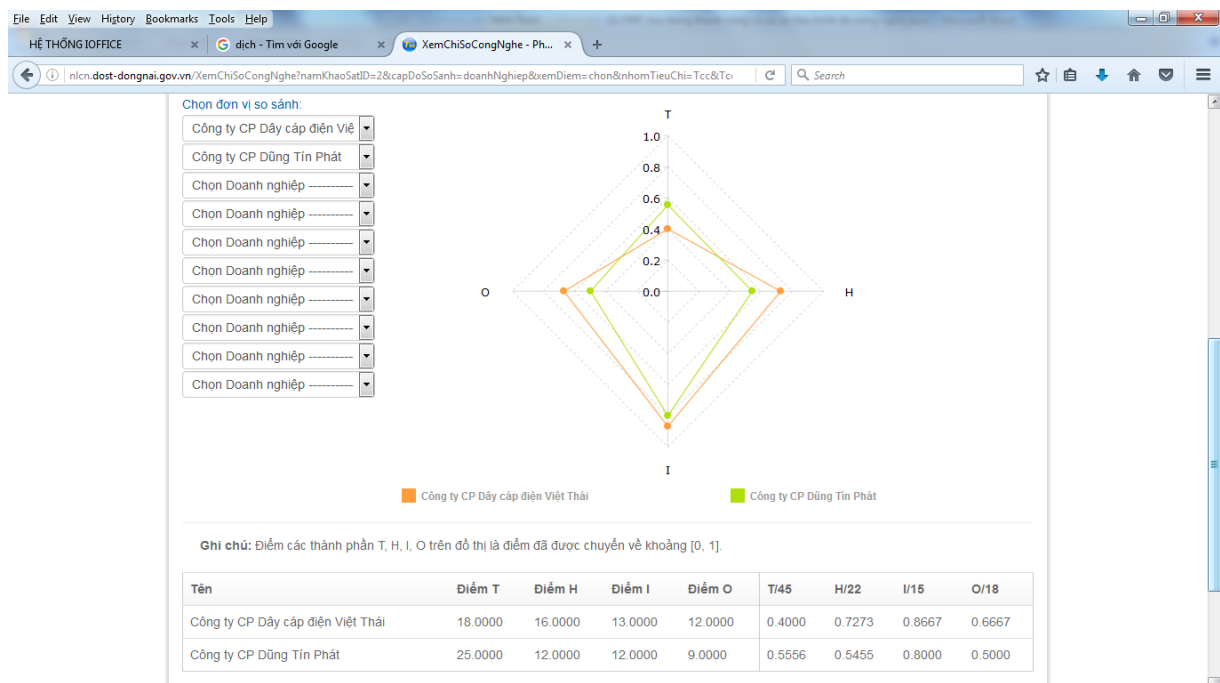 File Edit View History Bookmarks Tools Help
HỆ THỐNG IOFFICE × dịch - Tìm với Google × XemChiSoCongNghe - Ph... × +
nlcn.dost-dongnai.gov.vn/XemChiSoCongNghe?namKhaoSatID=2&capDoSoSanh=doanhNghiep&xemDiem=chon&nhomTieuChi=Tcc&Tc Search
Chọn đơn vị so sánh:
Công ty CP Dây cáp điện Việ
Công ty CP Dũng Tín Phát
Chọn Doanh nghiệp ----------
Chọn Doanh nghiệp ----------
Chọn Doanh nghiệp ----------
Chọn Doanh nghiệp ----------
Chọn Doanh nghiệp ----------
Chọn Doanh nghiệp ----------
Chọn Doanh nghiệp ----------
Chọn Doanh nghiệp ----------
T
1.0
0.8
0.6
0.4
0.2
O 0.0 H
I
Công ty CP Dây cáp điện Việt Thái Công ty CP Dũng Tín Phát
Ghi chú: Điểm các thành phần T, H, I, O trên đồ thị là điểm đã được chuyển về khoảng [0, 1].
Tên Điểm T Điểm H Điểm I Điểm O T/45 H/22 I/15 O/18
Công ty CP Dây cáp điện Việt Thái 18.0000 16.0000 13.0000 12.0000 0.4000 0.7273 0.8667 0.6667
Công ty CP Dũng Tín Phát 25.0000 12.0000 12.0000 9.0000 0.5556 0.5455 0.8000 0.5000